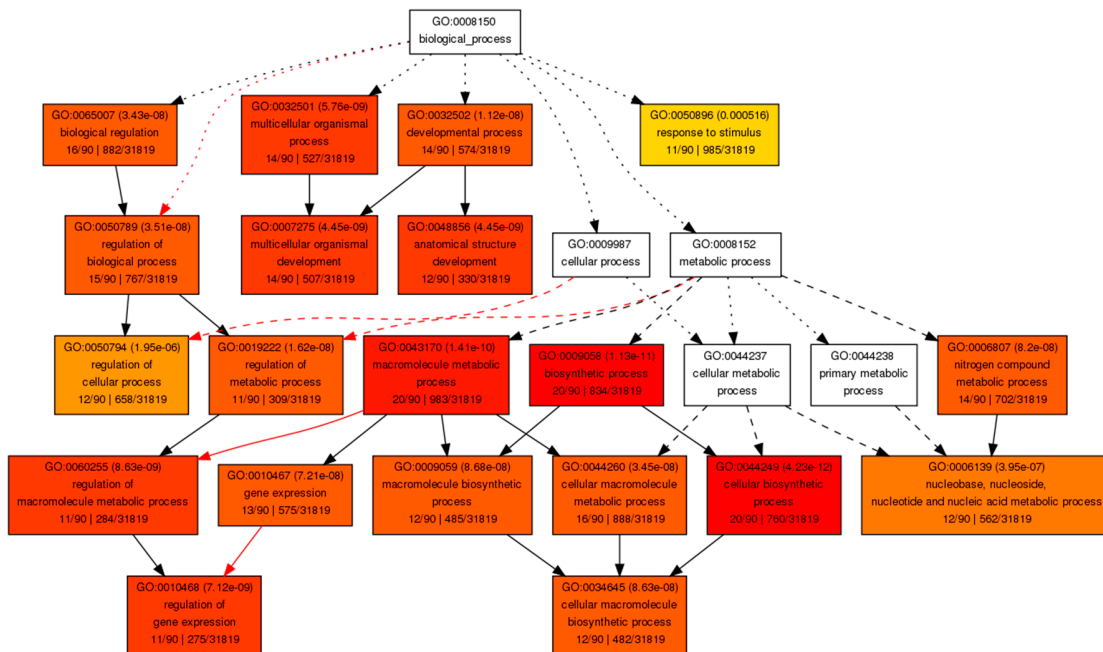 GO:0008150
biological_process
GO:0065007 (3.43e-08)
biological regulation
16/90 | 882/31819
GO:0032501 (5.76e-09)
multicellular organismal
process
14/90 | 527/31819
GO:0032502 (1.12e-08)
developmental process
14/90 | 574/31819
GO:0050896 (0.000516)
response to stimulus
11/90 | 985/31819
GO:0050789 (3.51e-08)
regulation of
biological process
15/90 | 767/31819
GO:0007275 (4.45e-09)
multicellular organismal
development
14/90 | 507/31819
GO:0048856 (4.45e-09)
anatomical structure
development
12/90 | 330/31819
GO:0009987
cellular process
GO:0008152
metabolic process
GO:0050794 (1.95e-06)
regulation of
cellular process
12/90 | 658/31819
GO:0019222 (1.62e-08)
regulation of
metabolic process
11/90 | 309/31819
GO:0043170 (1.41e-10)
macromolecule metabolic
process
20/90 | 983/31819
GO:0009058 (1.13e-11)
biosynthetic process
20/90 | 834/31819
GO:0044237
cellular metabolic
process
GO:0044238
primary metabolic
process
GO:0006807 (8.2e-08)
nitrogen compound
metabolic process
14/90 | 702/31819
GO:0060255 (8.63e-09)
regulation of
macromolecule metabolic process
11/90 | 284/31819
GO:0010467 (7.21e-08)
gene expression
13/90 | 575/31819
GO:0009059 (8.68e-08)
macromolecule biosynthetic
process
12/90 | 485/31819
GO:0044260 (3.45e-08)
cellular macromolecule
metabolic process
16/90 | 888/31819
GO:0044249 (4.23e-12)
cellular biosynthetic
process
20/90 | 760/31819
GO:0006139 (3.95e-07)
nucleobase, nucleoside,
nucleotide and nucleic acid metabolic process
12/90 | 562/31819
GO:0010468 (7.12e-09)
regulation of
gene expression
11/90 | 275/31819
GO:0034645 (8.63e-08)
cellular macromolecule
biosynthetic process
12/90 | 482/31819